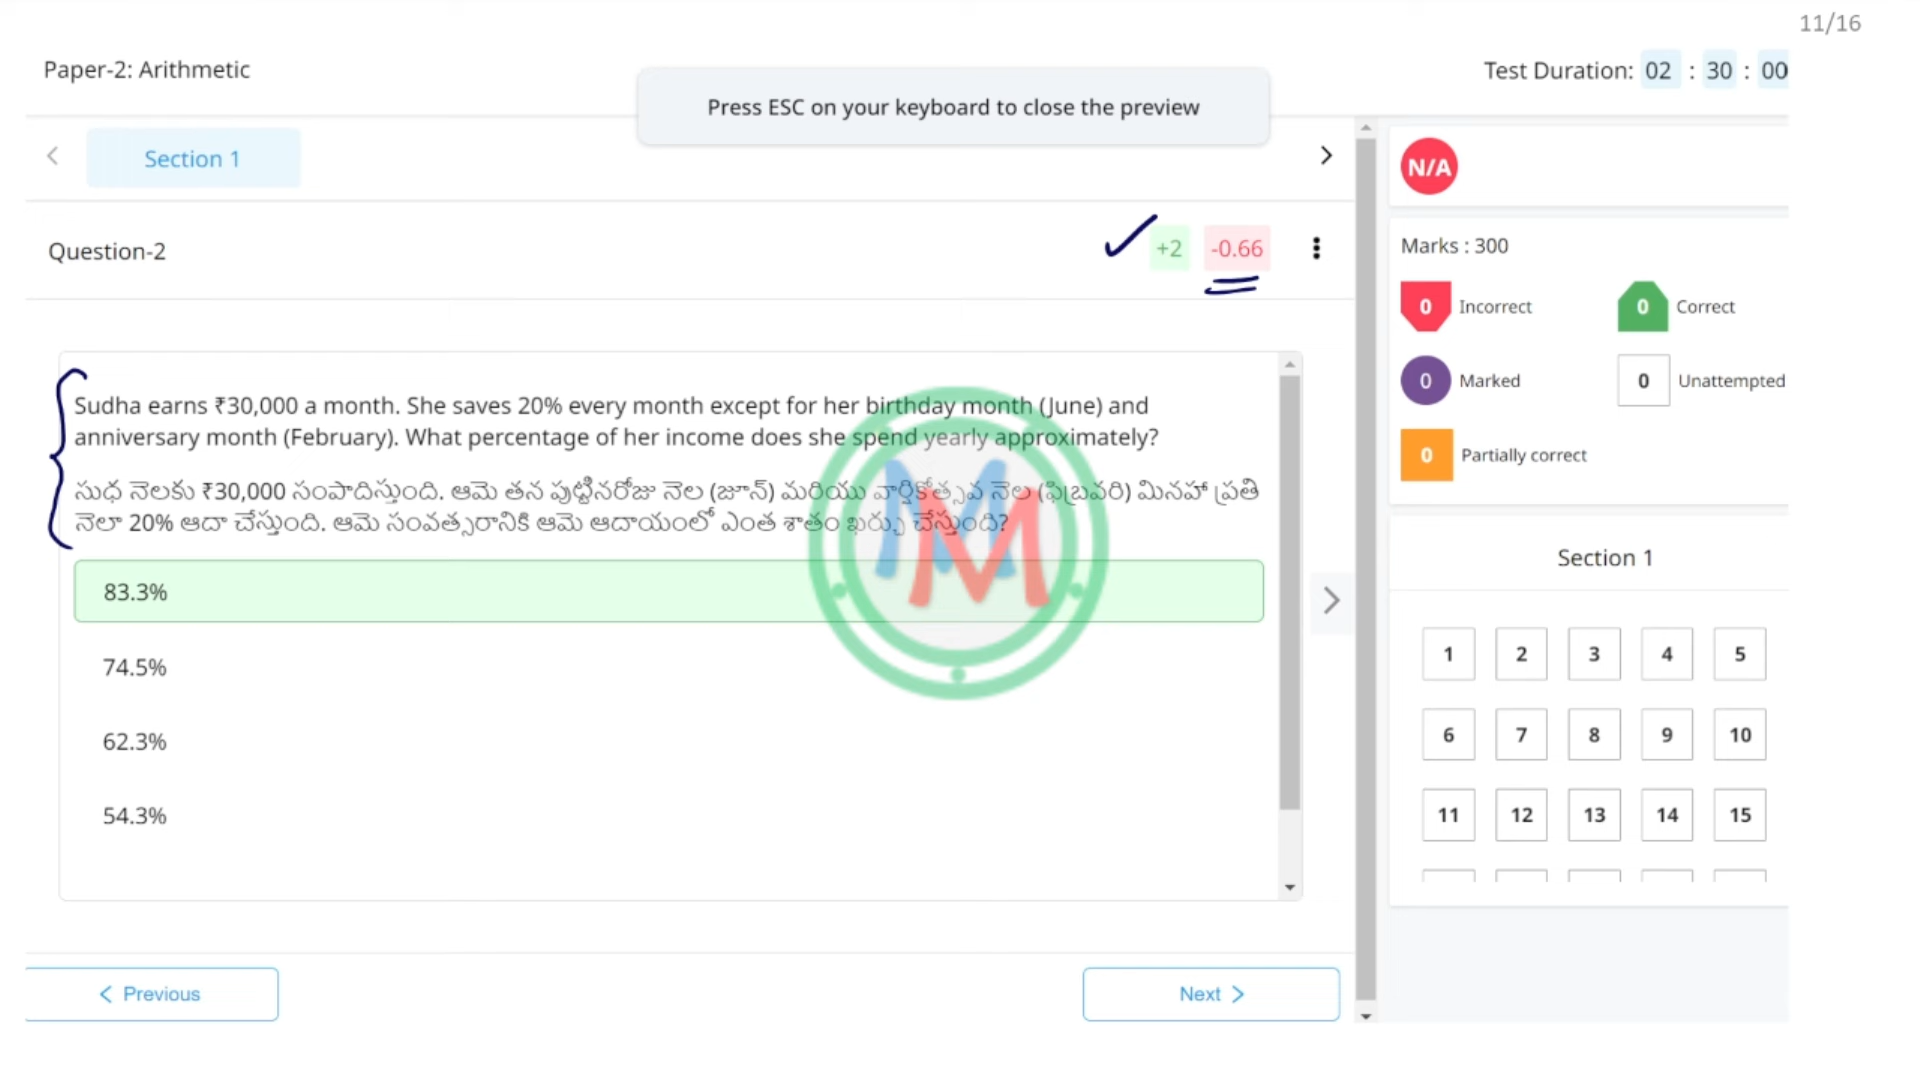 11/16
Paper-2: Arithmetic
Test Duration: 02 : 30 : 00
Press ESC on your keyboard to close the preview
Section 1
N/A
Question-2
+2 -0.66
Marks : 300
0 Incorrect
0 Correct
0 Marked
0 Unattempted
0 Partially correct
Sudha earns ₹30,000 a month. She saves 20% every month except for her birthday month (June) and
anniversary month (February). What percentage of her income does she spend yearly approximately?
సుధ నెలకు ₹30,000 సంపాదిస్తుంది. ఆమె తన పుట్టినరోజు నెల (జూన్) మరియు వార్షికోత్సవ నెల (ఫిబ్రవరి) మినహా ప్రతి
నెలా 20% ఆదా చేస్తుంది. ఆమె సంవత్సరానికి ఆమె ఆదాయంలో ఎంత శాతం ఖర్చు చేస్తుంది?
83.3%
74.5%
62.3%
54.3%
Section 1
1 2 3 4 5
6 7 8 9 10
11 12 13 14 15
Previous
Next